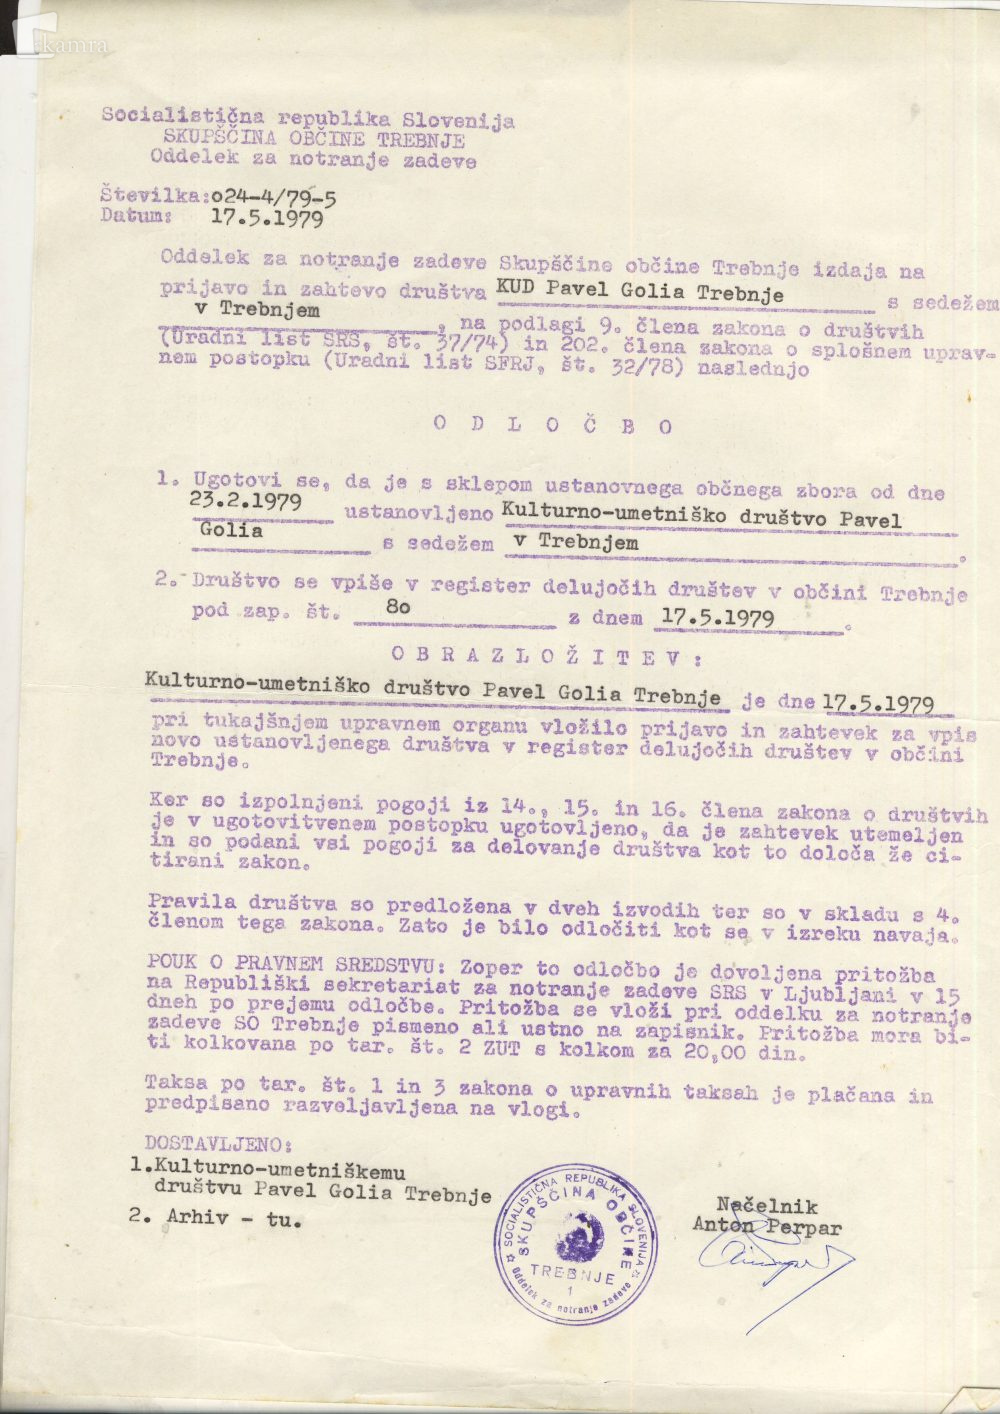 kamra
Socialistična republika Slovenija
SKUPŠČINA OBČINE TREBNJE
Oddelek za notranje zadeve
Številka:o24-4/79-5
Datum: 17.5.1979
Oddelek za notranje zadeve Skupščine občine Trebnje izdaja na
prijavo in zahtevo društva KUD Pavel Golia Trebnje s sedežem
v Trebnjem, na podlagi 9. člena zakona o društvih
(Uradni list SRS, št. 37/74) in 202. člena zakona o splošnem uprav-
nem postopku (Uradni list SFRJ, št. 32/78) naslednjo
O D L O Č B O
1. Ugotovi se, da je s sklepom ustanovnega občnega zbora od dne
23.2.1979 ustanovljeno Kulturno-umetniško društvo Pavel
Golia s sedežem v Trebnjem.
2. Društvo se vpiše v register delujočih društev v občini Trebnje
pod zap. št. 8o z dnem 17.5.1979.
O B R A Z L O Ž I T E V :
Kulturno-umetniško društvo Pavel Golia Trebnje je dne 17.5.1979
pri tukajšnjem upravnem organu vložilo prijavo in zahtevek za vpis
novo ustanovljenega društva v register delujočih društev v občini
Trebnje.
Ker so izpolnjeni pogoji iz 14., 15. in 16. člena zakona o društvih
je v ugotovitvenem postopku ugotovljeno, da je zahtevek utemeljen
in so podani vsi pogoji za delovanje društva kot to določa že ci-
tirani zakon.
Pravila društva so predložena v dveh izvodih ter so v skladu s 4.
členom tega zakona. Zato je bilo odločiti kot se v izreku navaja.
POUK O PRAVNEM SREDSTVU: Zoper to odločbo je dovoljena pritožba
na Republiški sekretariat za notranje zadeve SRS v Ljubljani v 15
dneh po prejemu odločbe. Pritožba se vloži pri oddelku za notranje
zadeve SO Trebnje pismeno ali ustno na zapisnik. Pritožba mora bi-
ti kolkovana po tar. št. 2 ZUT s kolkom za 20,00 din.
Taksa po tar. št. 1 in 3 zakona o upravnih taksah je plačana in
predpisano razveljavljena na vlogi.
DOSTAVLJENO:
1.Kulturno-umetniškemu
društvu Pavel Golia Trebnje
2. Arhiv - tu.
SOCIALISTIČNA REPUBLIKA SLOVENIJA
SKUPŠČINA OBČINE
TREBNJE
1
Oddelek za notranje zadeve
Načelnik
Anton Perpar